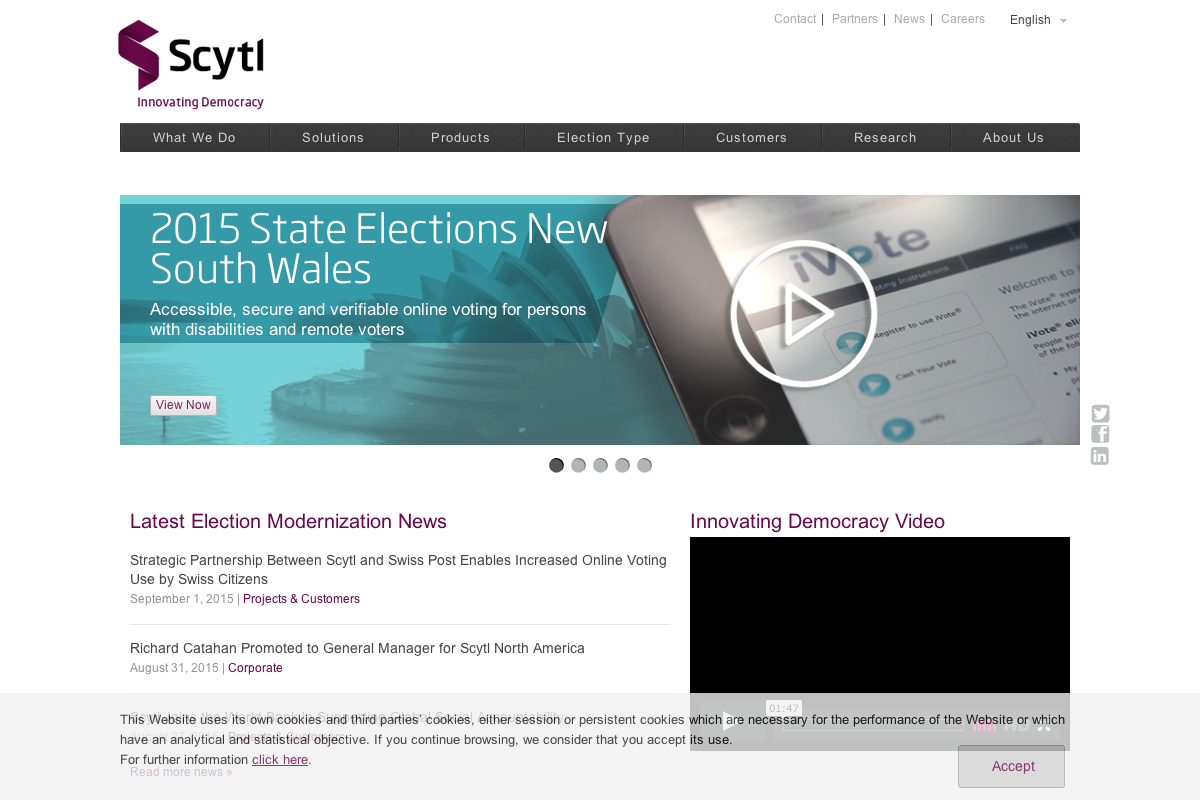 Contact | Partners | News | Careers English
Scytl
Innovating Democracy
What We Do Solutions Products Election Type Customers Research About Us
2015 State Elections New
South Wales
Accessible, secure and verifiable online voting for persons
with disabilities and remote voters
View Now
iVote
FAQ
Welcome to
Register to use iVote®
Cast Your Vote
Verify
Latest Election Modernization News
Innovating Democracy Video
Strategic Partnership Between Scytl and Swiss Post Enables Increased Online Voting
Use by Swiss Citizens
September 1, 2015 | Projects & Customers
Richard Catahan Promoted to General Manager for Scytl North America
August 31, 2015 | Corporate
01:47
HD
This Website uses its own cookies and third parties' cookies, either session or persistent cookies which are necessary for the performance of the Website or which
have an analytical and statistical objective. If you continue browsing, we consider that you accept its use.
For further information click here.
Read more news »
Accept